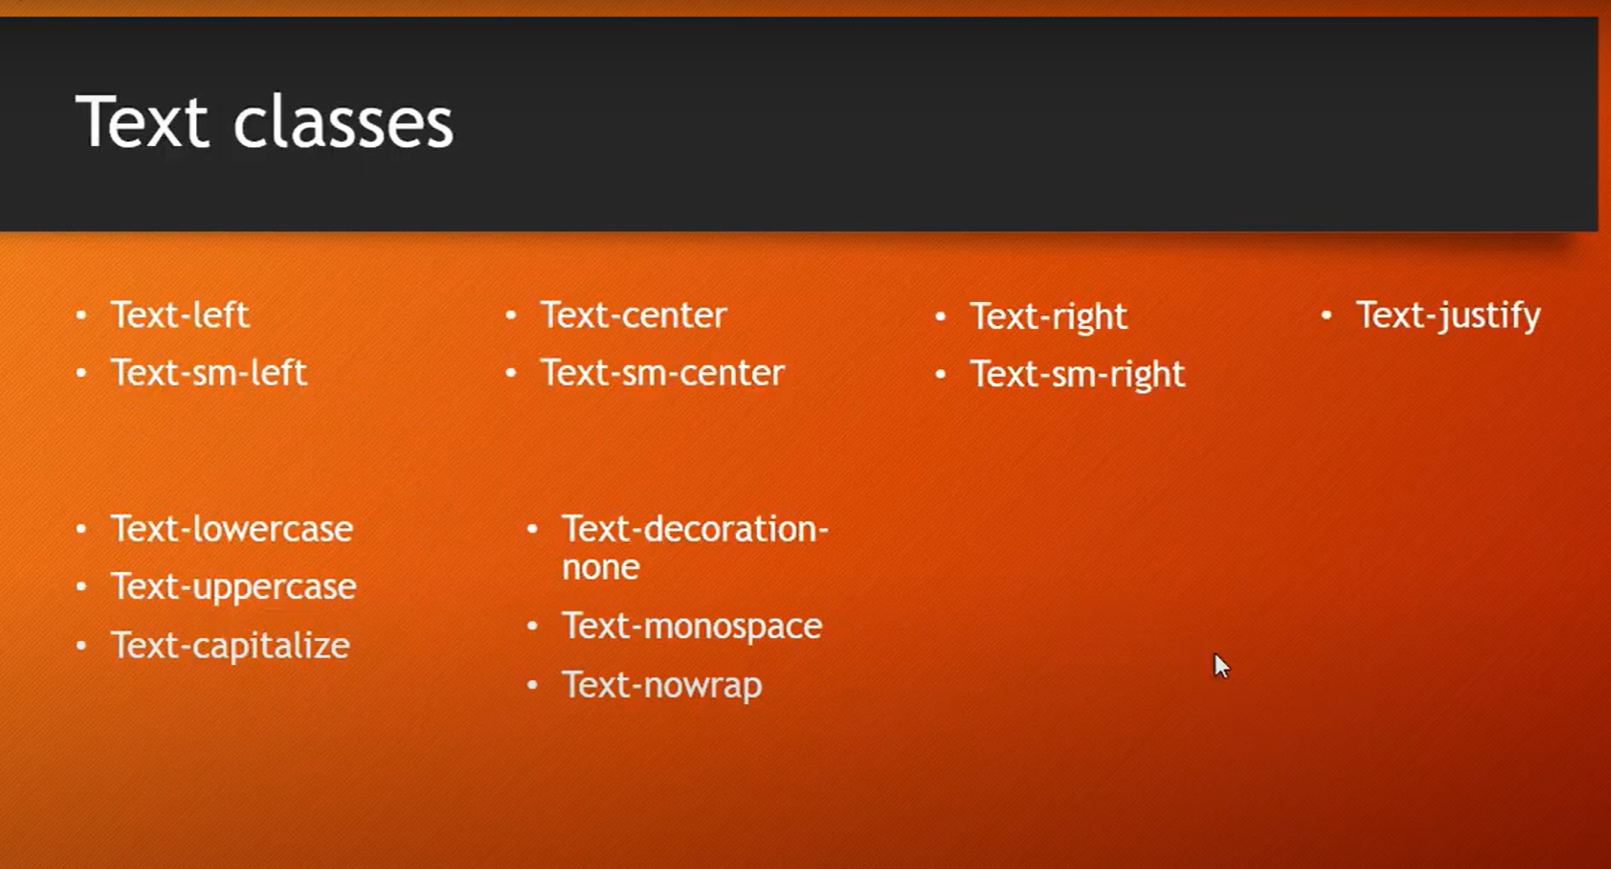 Text classes
• Text-left
• Text-sm-left
• Text-center
• Text-sm-center
• Text-right
• Text-sm-right
• Text-justify
• Text-lowercase
• Text-uppercase
• Text-capitalize
• Text-decoration-
none
• Text-monospace
• Text-nowrap